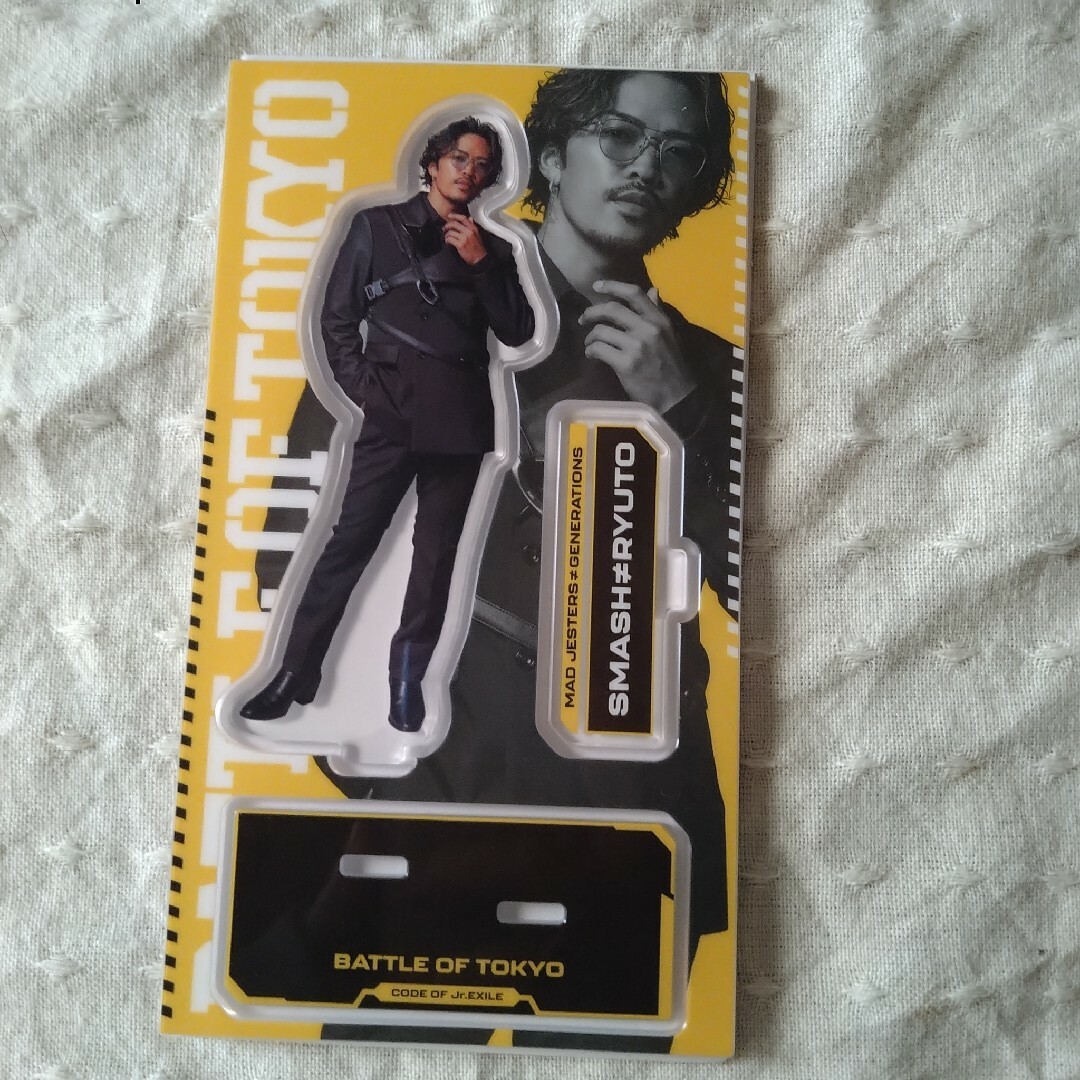 BATTLE OF TOKYO
MAD JESTERS≠GENERATIONS
SMASH≠RYUTO
BATTLE OF TOKYO
CODE OF Jr.EXILE